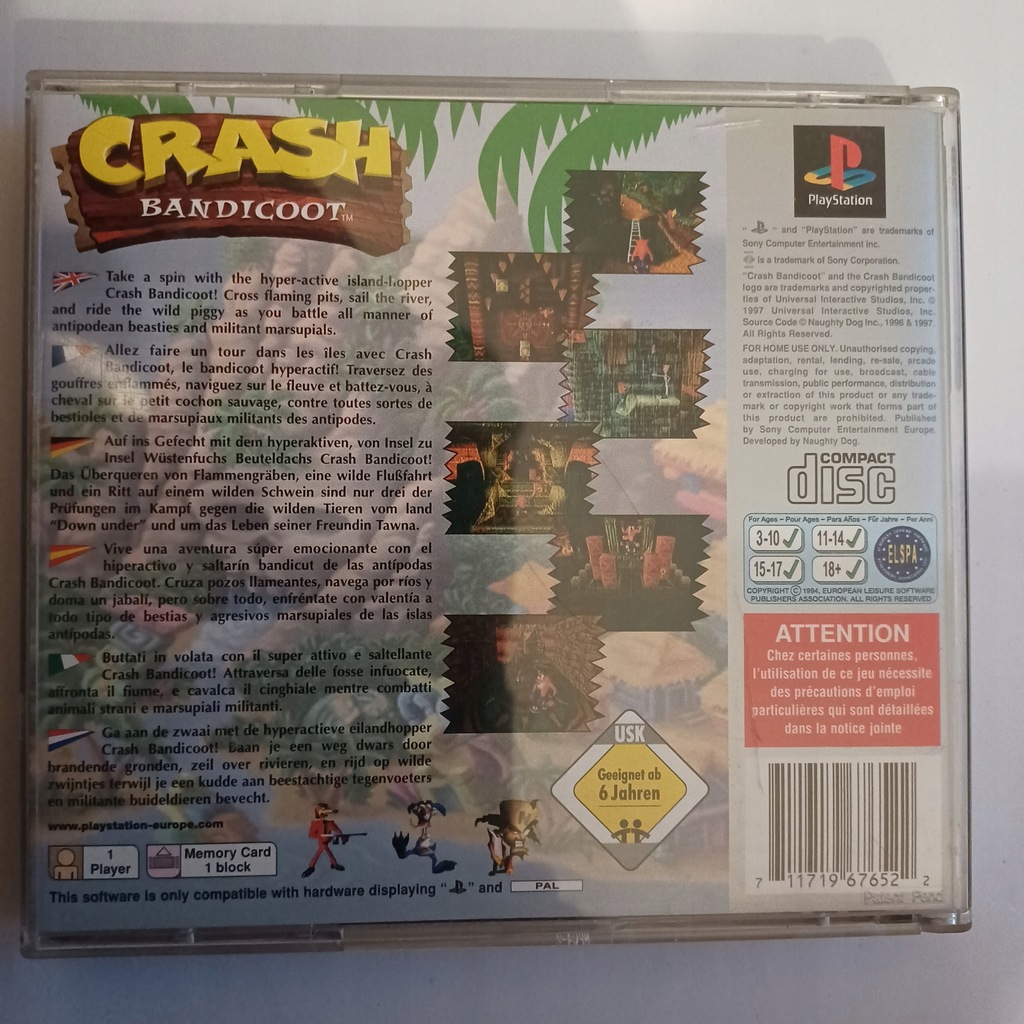 CRASH
BANDICOOT™
Take a spin with the hyper-active island-hopper
Crash Bandicoot! Cross flaming pits, sail the river,
and ride the wild piggy as you battle all manner of
antipodean beasties and militant marsupials.
Allez faire un tour dans les îles avec Crash
Bandicoot, le bandicoot hyperactif! Traversez des
gouffres enflammés, naviguez sur le fleuve et battez-vous, à
cheval sur le petit cochon sauvage, contre toutes sortes de
bestioles et de marsupiaux militants des antipodes.
Auf ins Gefecht mit dem hyperaktiven, von Insel zu
Insel Wüstenfuchs Beuteldachs Crash Bandicoot!
Das Überqueren von Flammengräben, eine wilde Flußfahrt
und ein Ritt auf einem wilden Schwein sind nur drei der
Prüfungen im Kampf gegen die wilden Tieren vom land
"Down under" und um das Leben seiner Freundin Tawna.
Vive una aventura súper emocionante con el
hiperactivo y saltarín bandicut de las antípodas
Crash Bandicoot. Cruza pozos llameantes, navega por ríos y
doma un jabalí, pero sobre todo, enfréntate con valentía a
todo tipo de bestias y agresivos marsupiales de las islas
antípodas.
Buttati in volata con il super attivo e saltellante
Crash Bandicoot! Attraversa delle fosse infuocate,
affronta il fiume, e cavalca il cinghiale mentre combatti
animali strani e marsupiali militanti.
Ga aan de zwaai met de hyperactieve eilandhopper
Crash Bandicoot! Baan je een weg dwars door
brandende gronden, zeil over rivieren, en rijd op wilde
zwijntjes terwijl je een kudde aan beestachtige tegenvoeters
en militante buideldieren bevecht.
www.playstation-europe.com
1
Player
Memory Card
1 block
This software is only compatible with hardware displaying " " and PAL
USK
Geeignet ab
6 Jahren
PlayStation
" " and "PlayStation" are trademarks of
Sony Computer Entertainment Inc.
is a trademark of Sony Corporation.
"Crash Bandicoot" and the Crash Bandicoot
logo are trademarks and copyrighted proper-
ties of Universal Interactive Studios, Inc. ©
1997 Universal Interactive Studios, Inc.
Source Code © Naughty Dog Inc., 1996 & 1997.
All Rights Reserved.
FOR HOME USE ONLY. Unauthorised copying,
adaptation, rental, lending, re-sale, arcade
use, charging for use, broadcast, cable
transmission, public performance, distribution
or extraction of this product or any trade-
mark or copyright work that forms part of
this product are prohibited. Published
by Sony Computer Entertainment Europe.
Developed by Naughty Dog.
COMPACT
disc
For Ages - Pour Ages - Para Años - Für Jahre - Per Anni
3-10 ✓ 11-14 ✓
15-17 ✓ 18+ ✓
ELSPA
COPYRIGHT © 1994, EUROPEAN LEISURE SOFTWARE
PUBLISHERS ASSOCIATION. ALL RIGHTS RESERVED
ATTENTION
Chez certaines personnes,
l'utilisation de ce jeu nécessite
des précautions d'emploi
particulières qui sont détaillées
dans la notice jointe
7 11719 67652 2
Patent Pend